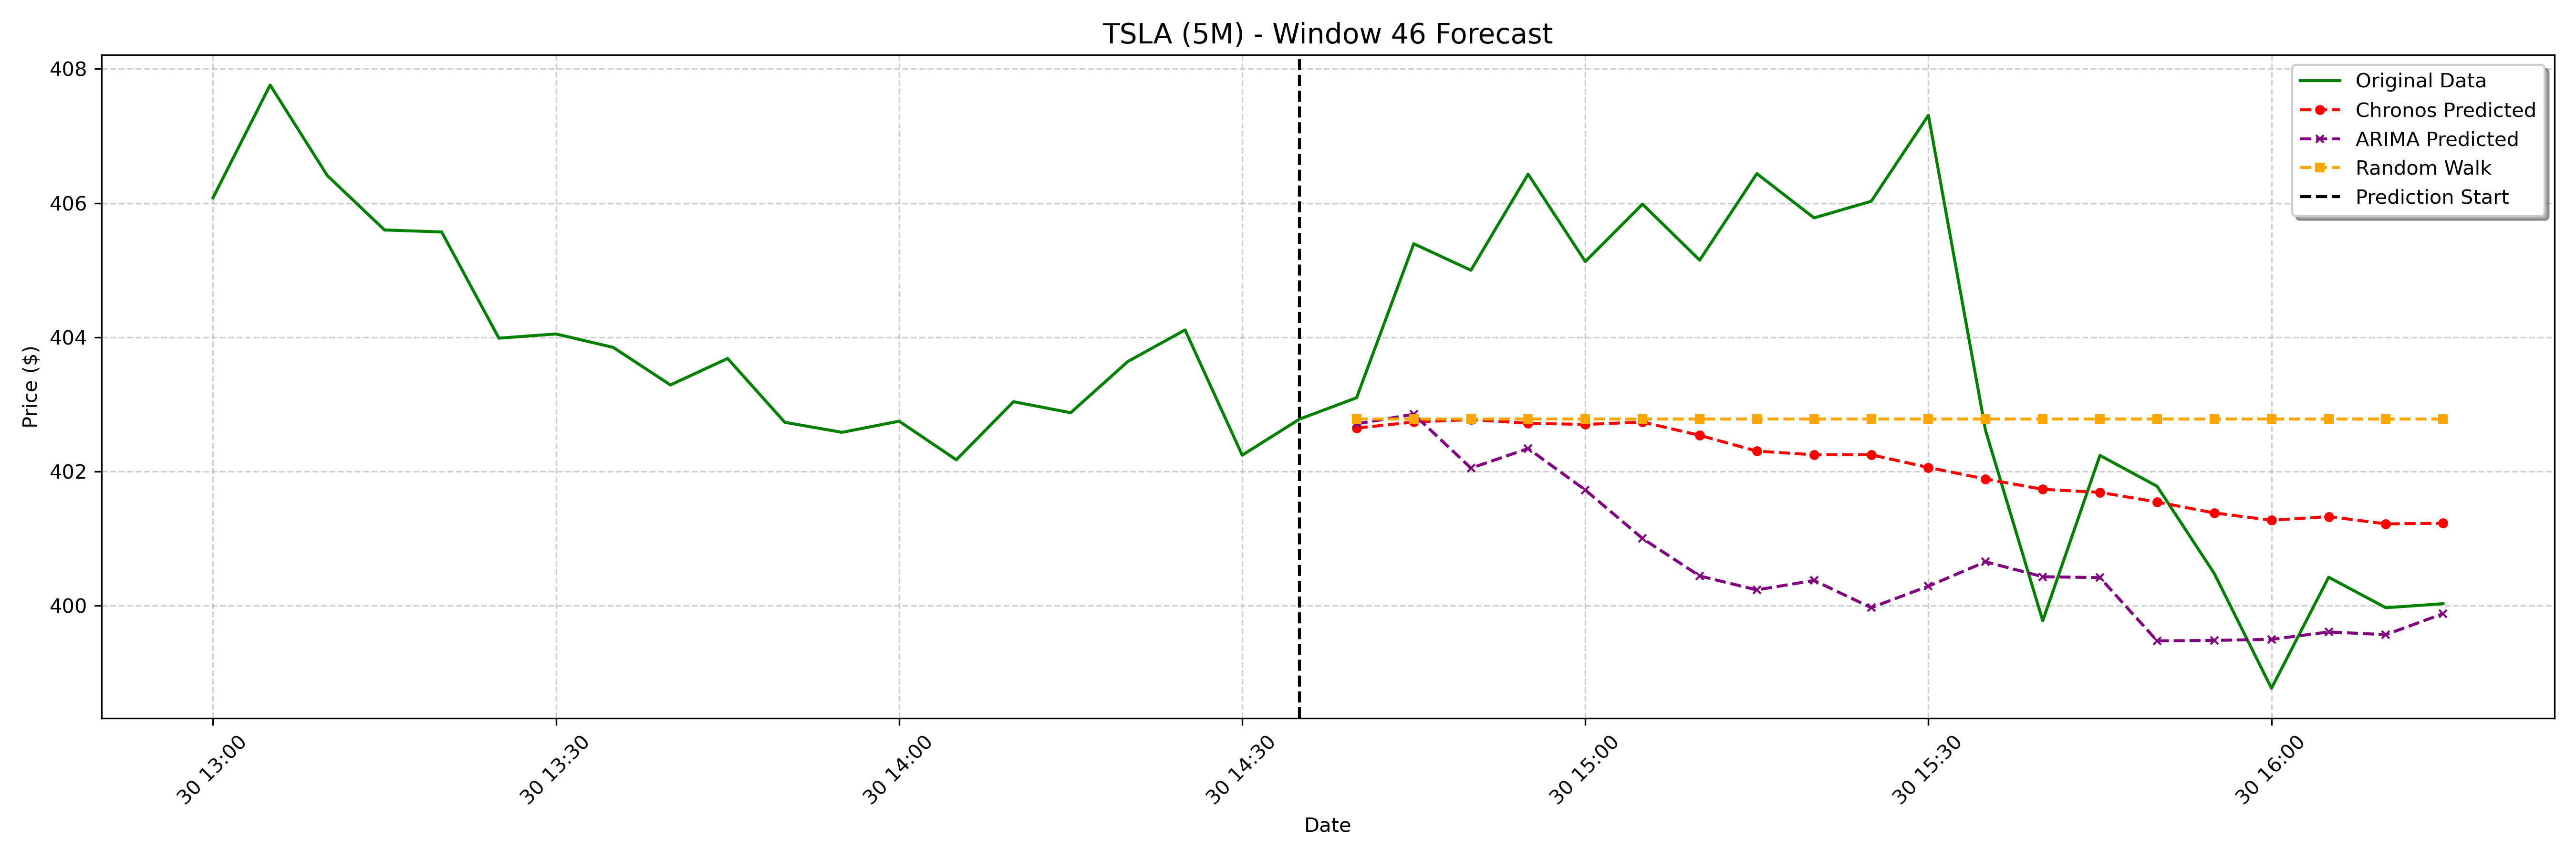 TSLA (5M) - Window 46 Forecast
Price ($)
408
406
404
402
400
Original Data
Chronos Predicted
ARIMA Predicted
Random Walk
Prediction Start
30 13:00
30 13:30
30 14:00
30 14:30
30 15:00
30 15:30
30 16:00
Date